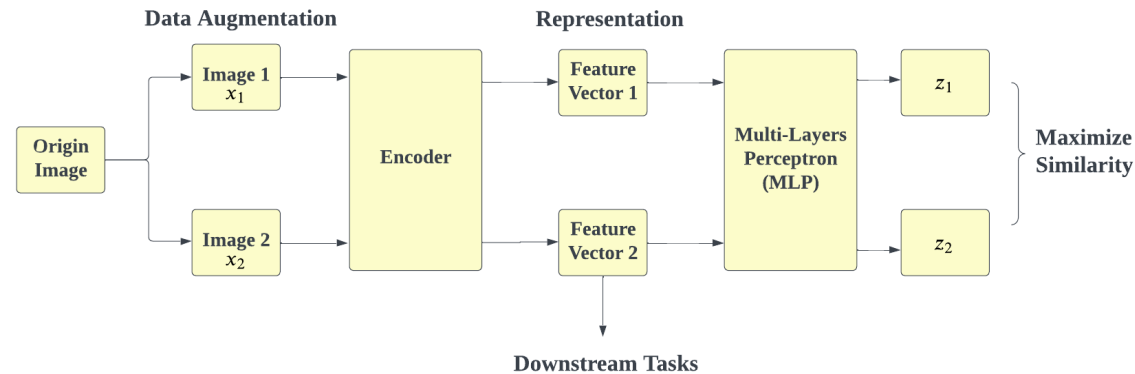 Data Augmentation
Representation
Origin
Image
Image 1
x₁
Image 2
x₂
Encoder
Feature
Vector 1
Feature
Vector 2
Multi-Layers
Perceptron
(MLP)
z₁
z₂
Maximize
Similarity
Downstream Tasks